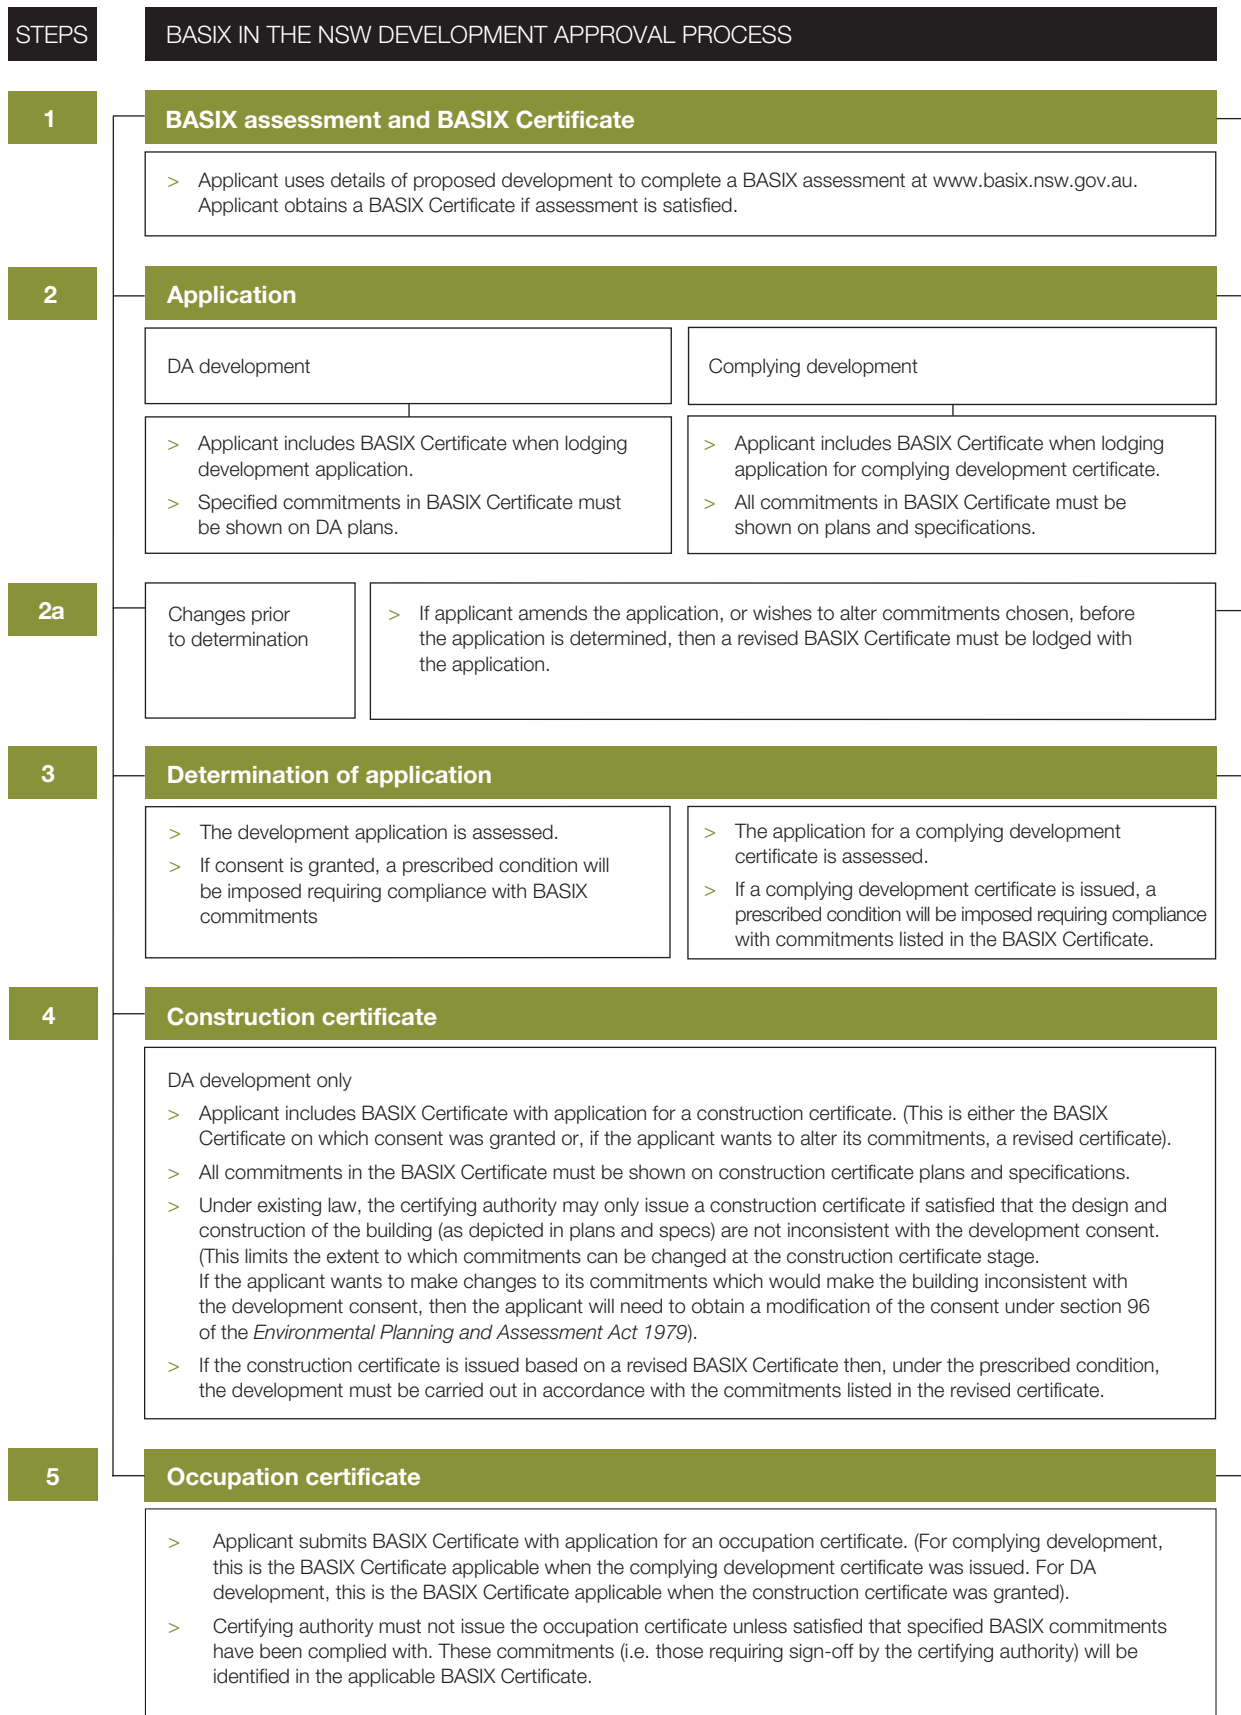 STEPS
BASIX IN THE NSW DEVELOPMENT APPROVAL PROCESS
1
BASIX assessment and BASIX Certificate
> Applicant uses details of proposed development to complete a BASIX assessment at www.basix.nsw.gov.au.
Applicant obtains a BASIX Certificate if assessment is satisfied.
2
Application
DA development
> Applicant includes BASIX Certificate when lodging
development application.
> Specified commitments in BASIX Certificate must
be shown on DA plans.
Complying development
> Applicant includes BASIX Certificate when lodging
application for complying development certificate.
> All commitments in BASIX Certificate must be
shown on plans and specifications.
2a
Changes prior
to determination
> If applicant amends the application, or wishes to alter commitments chosen, before
the application is determined, then a revised BASIX Certificate must be lodged with
the application.
3
Determination of application
> The development application is assessed.
> If consent is granted, a prescribed condition will
be imposed requiring compliance with BASIX
commitments
> The application for a complying development
certificate is assessed.
> If a complying development certificate is issued, a
prescribed condition will be imposed requiring compliance
with commitments listed in the BASIX Certificate.
4
Construction certificate
DA development only
> Applicant includes BASIX Certificate with application for a construction certificate. (This is either the BASIX
Certificate on which consent was granted or, if the applicant wants to alter its commitments, a revised certificate).
> All commitments in the BASIX Certificate must be shown on construction certificate plans and specifications.
> Under existing law, the certifying authority may only issue a construction certificate if satisfied that the design and
construction of the building (as depicted in plans and specs) are not inconsistent with the development consent.
(This limits the extent to which commitments can be changed at the construction certificate stage.
If the applicant wants to make changes to its commitments which would make the building inconsistent with
the development consent, then the applicant will need to obtain a modification of the consent under section 96
of the Environmental Planning and Assessment Act 1979).
> If the construction certificate is issued based on a revised BASIX Certificate then, under the prescribed condition,
the development must be carried out in accordance with the commitments listed in the revised certificate.
5
Occupation certificate
> Applicant submits BASIX Certificate with application for an occupation certificate. (For complying development,
this is the BASIX Certificate applicable when the complying development certificate was issued. For DA
development, this is the BASIX Certificate applicable when the construction certificate was granted).
> Certifying authority must not issue the occupation certificate unless satisfied that specified BASIX commitments
have been complied with. These commitments (i.e. those requiring sign-off by the certifying authority) will be
identified in the applicable BASIX Certificate.